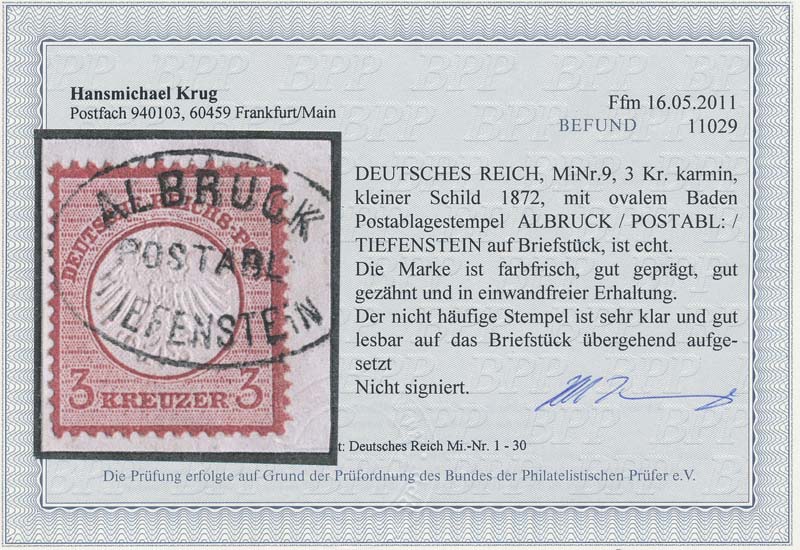 Hansmichael Krug
Postfach 940103, 60459 Frankfurt/Main
Ffm 16.05.2011
BEFUND 11029
DEUTSCHES REICH, MiNr.9, 3 Kr. karmin,
kleiner Schild 1872, mit ovalem Baden
Postablagestempel ALBRUCK / POSTABL: /
TIEFENSTEIN auf Briefstück, ist echt.
Die Marke ist farbfrisch, gut geprägt, gut
gezähnt und in einwandfreier Erhaltung.
Der nicht häufige Stempel ist sehr klar und gut
lesbar auf das Briefstück übergehend aufge-
setzt
Nicht signiert.
ALBRUCK
POSTABL
TIEFENSTEIN
3 KREUZER 3
t: Deutsches Reich Mi.-Nr. 1 - 30
Die Prüfung erfolgte auf Grund der Prüfordnung des Bundes der Philatelistischen Prüfer e.V.
BPP BPP BPP BPP